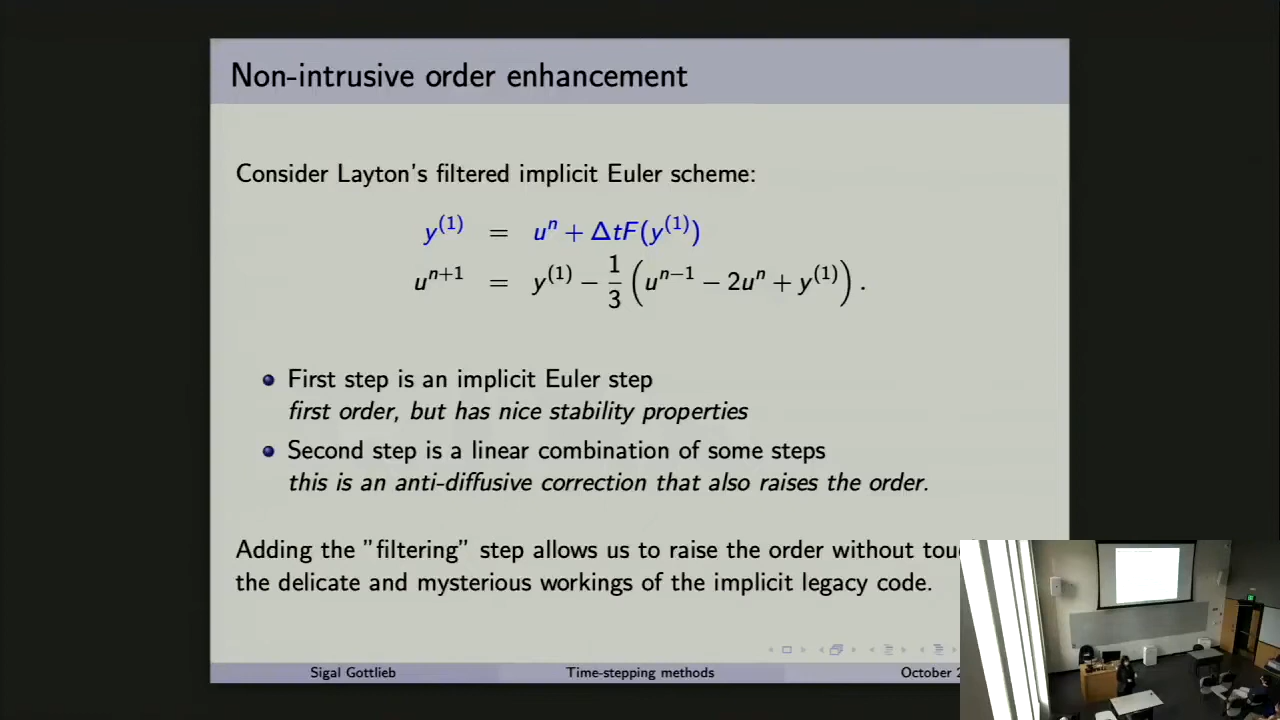 Non-intrusive order enhancement
Consider Layton's filtered implicit Euler scheme:
y^(1) = u^n + ΔtF(y^(1))
u^{n+1} = y^(1) − 1/3 (u^{n−1} − 2u^n + y^(1)).
First step is an implicit Euler step
first order, but has nice stability properties
Second step is a linear combination of some steps
this is an anti-diffusive correction that also raises the order.
Adding the "filtering" step allows us to raise the order without
the delicate and mysterious workings of the implicit legacy code.
Sigal Gottlieb Time-stepping methods October